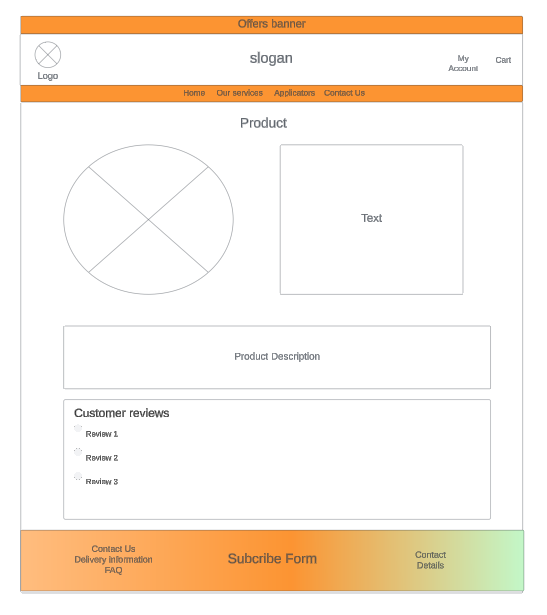 Offers banner
slogan
Logo
My
Account
Cart
Home Our services Applicators Contact Us
Product
Text
Product Description
Customer reviews
Review 1
Review 2
Review 3
Contact Us
Delivery information
FAQ
Subcribe Form
Contact
Details